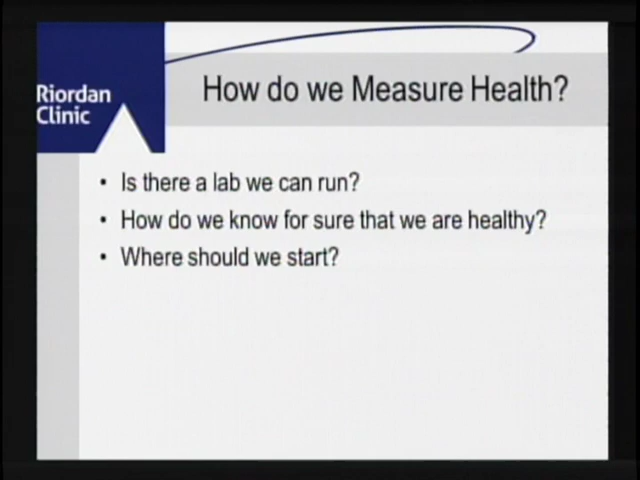 Riordan
Clinic
How do we Measure Health?
• Is there a lab we can run?
• How do we know for sure that we are healthy?
• Where should we start?